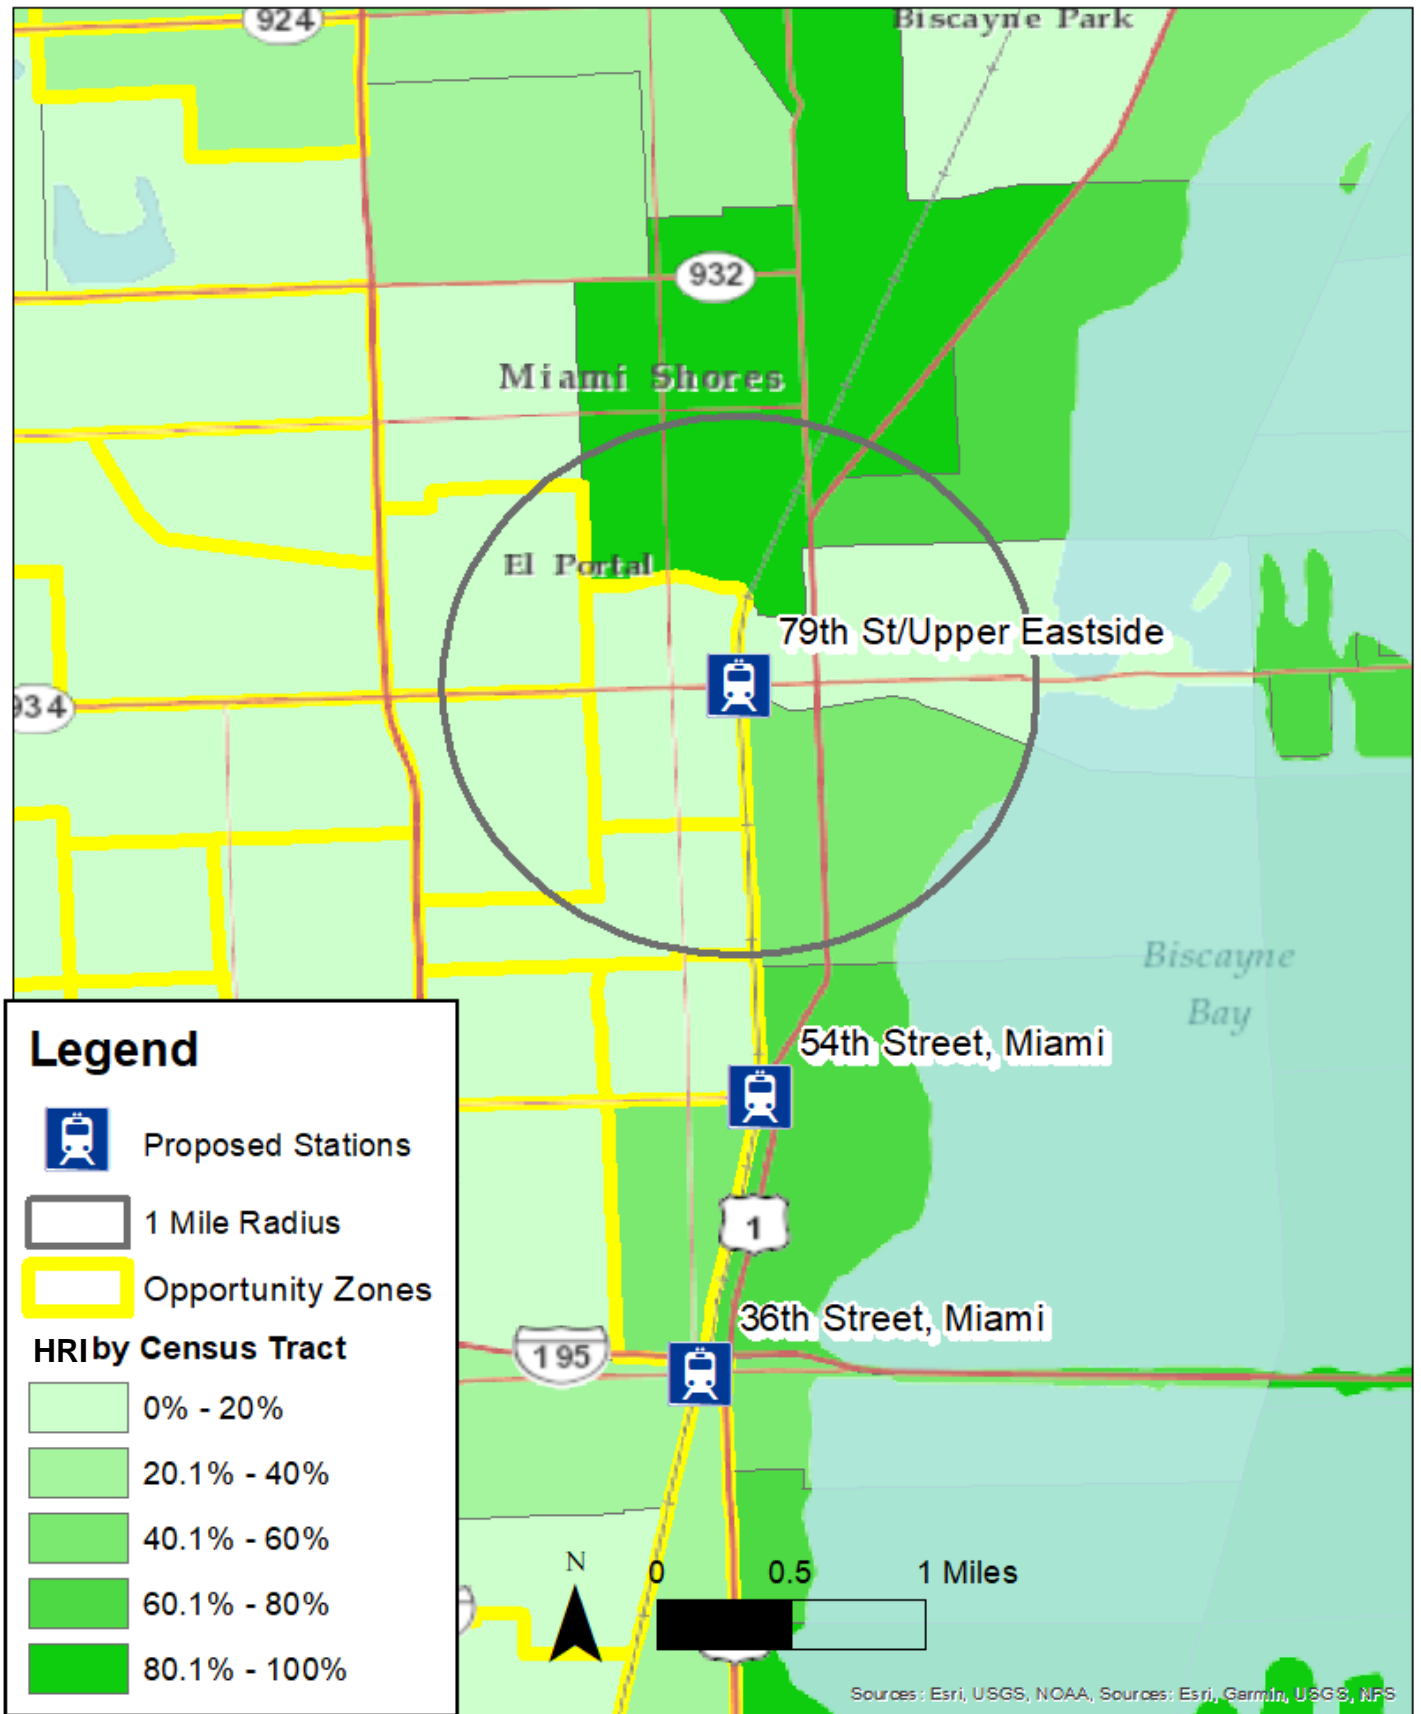 924
Biscayne Park
932
Miami Shores
El Portal
79th St/Upper Eastside
934
Biscayne
Bay
54th Street, Miami
1
36th Street, Miami
195
Legend
Proposed Stations
1 Mile Radius
Opportunity Zones
HRI by Census Tract
0% - 20%
20.1% - 40%
40.1% - 60%
60.1% - 80%
80.1% - 100%
N
0 0.5 1 Miles
Sources: Esri, USGS, NOAA, Sources: Esri, Garmin, USGS, NPS